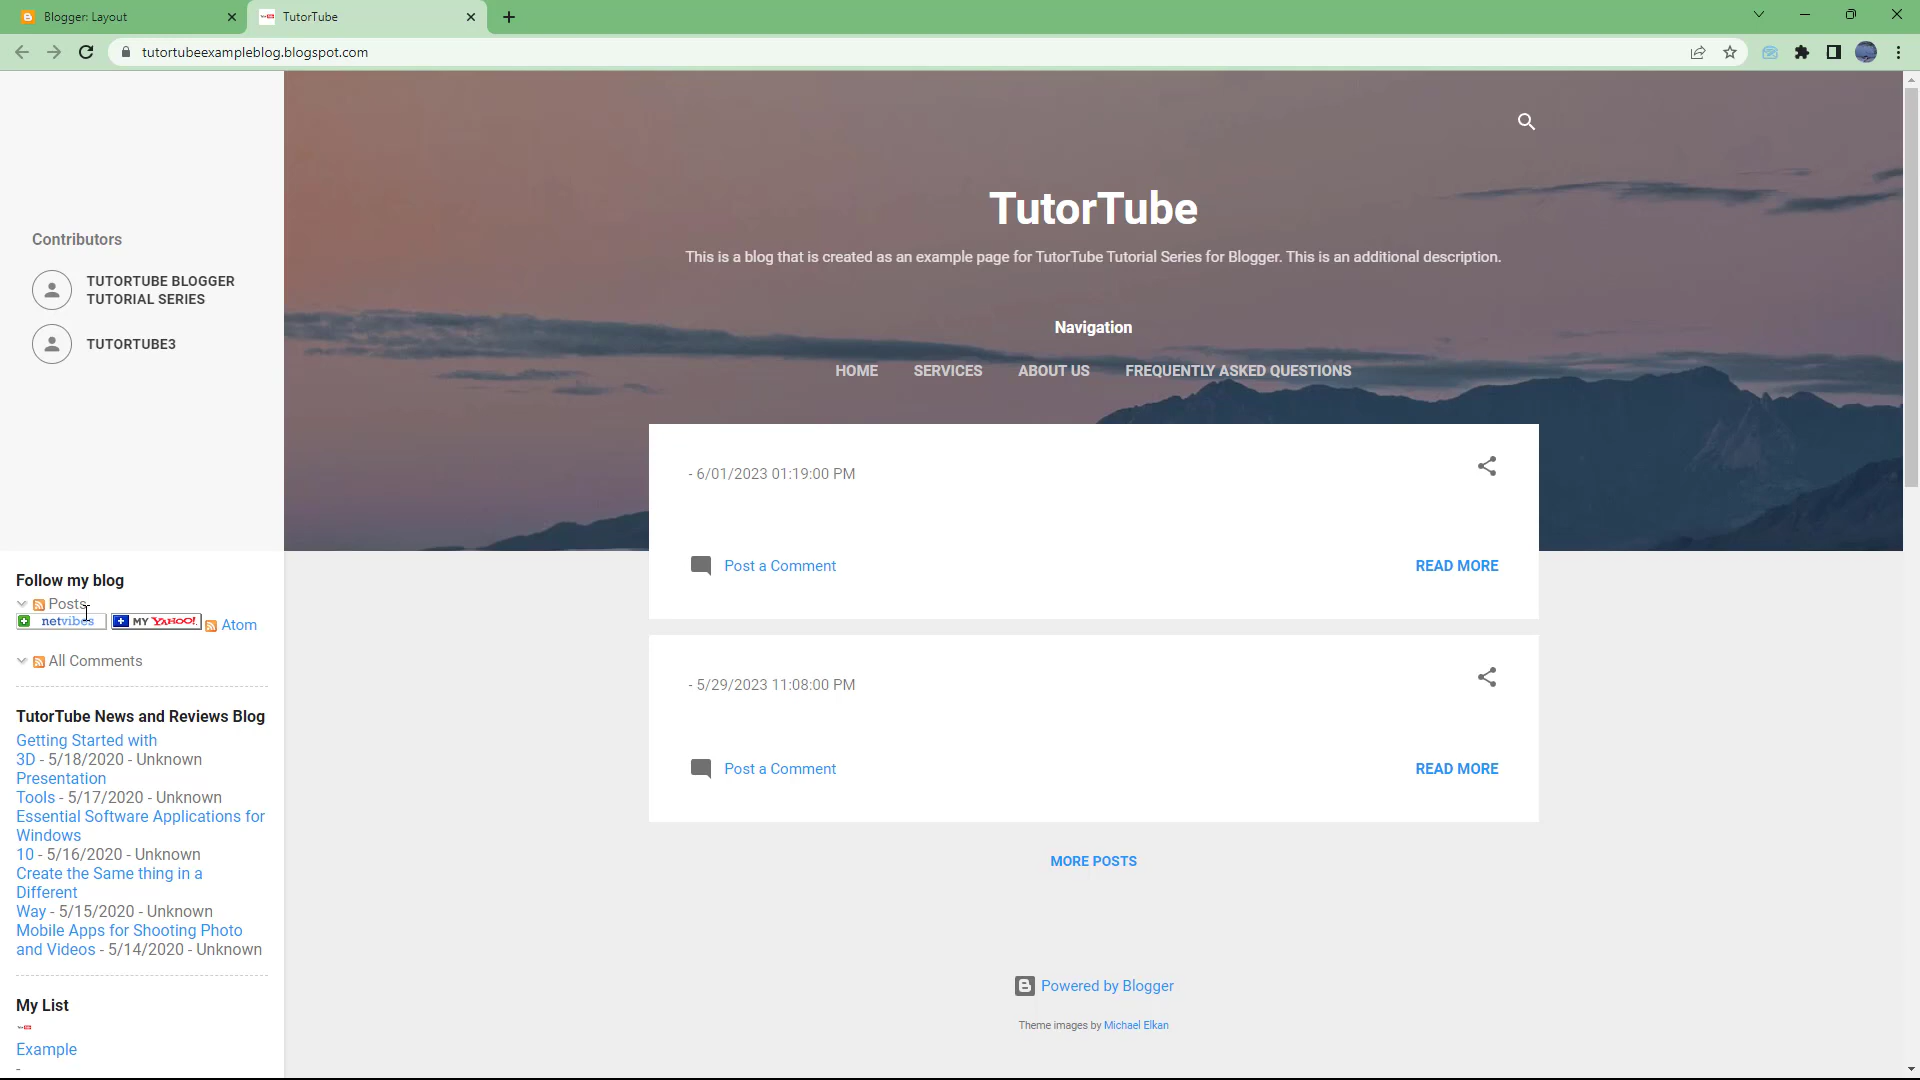 Blogger: Layout
TutorTube
tutortubeexampleblog.blogspot.com
Contributors
TUTORTUBE BLOGGER
TUTORIAL SERIES
TUTORTUBE3
Follow my blog
Posts
netvibes MY YAHOO! Atom
All Comments
TutorTube News and Reviews Blog
Getting Started with
3D - 5/18/2020 - Unknown
Presentation
Tools - 5/17/2020 - Unknown
Essential Software Applications for
Windows
10 - 5/16/2020 - Unknown
Create the Same thing in a
Different
Way - 5/15/2020 - Unknown
Mobile Apps for Shooting Photo
and Videos - 5/14/2020 - Unknown
My List
Example
-
TutorTube
This is a blog that is created as an example page for TutorTube Tutorial Series for Blogger. This is an additional description.
Navigation
HOME SERVICES ABOUT US FREQUENTLY ASKED QUESTIONS
- 6/01/2023 01:19:00 PM
Post a Comment READ MORE
- 5/29/2023 11:08:00 PM
Post a Comment READ MORE
MORE POSTS
Powered by Blogger
Theme images by Michael Elkan